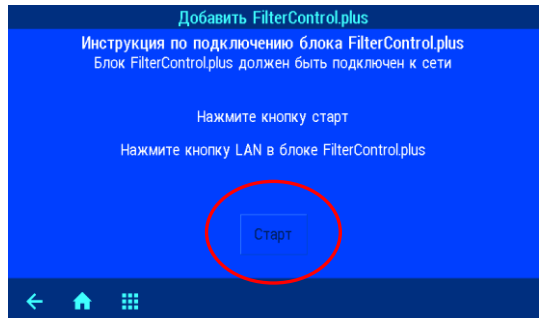 Добавить FilterControl.plus
Инструкция по подключению блока FilterControl.plus
Блок FilterControl.plus должен быть подключен к сети
Нажмите кнопку старт
Нажмите кнопку LAN в блоке FilterControl.plus
Старт